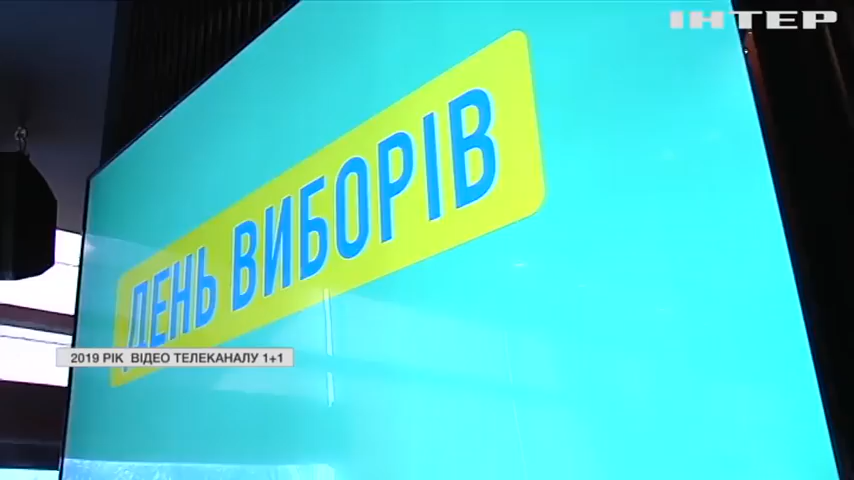 ІНТЕР
ДЕНЬ ВИБОРІВ
2019 РІК ВІДЕО ТЕЛЕКАНАЛУ 1+1